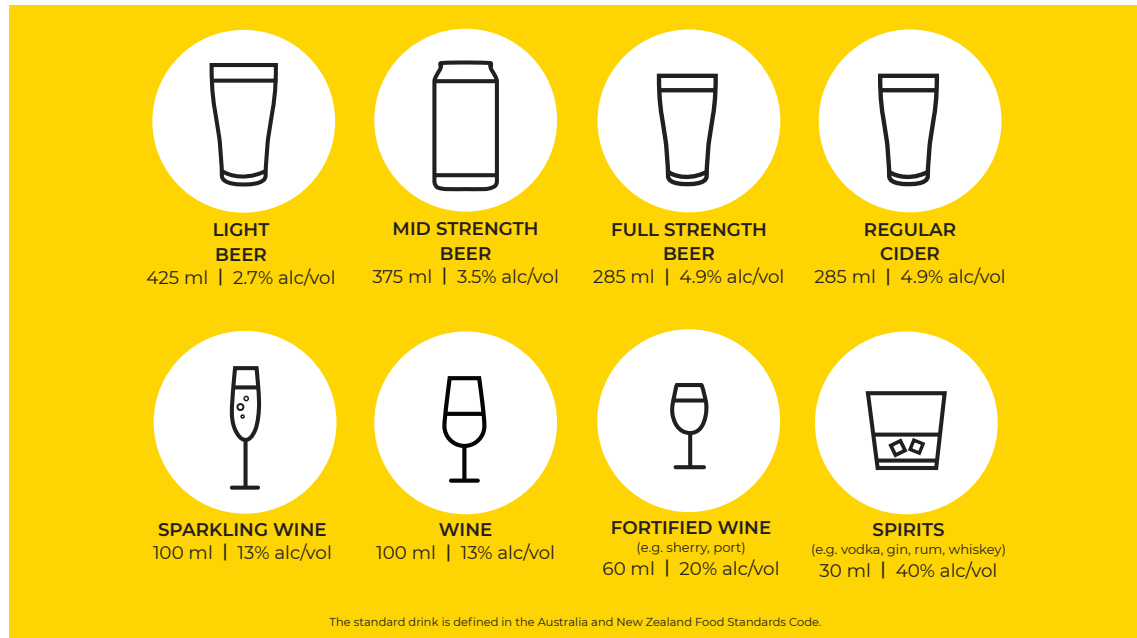 LIGHT
BEER
425 ml | 2.7% alc/vol
MID STRENGTH
BEER
375 ml | 3.5% alc/vol
FULL STRENGTH
BEER
285 ml | 4.9% alc/vol
REGULAR
CIDER
285 ml | 4.9% alc/vol
SPARKLING WINE
100 ml | 13% alc/vol
WINE
100 ml | 13% alc/vol
FORTIFIED WINE
(e.g. sherry, port)
60 ml | 20% alc/vol
SPIRITS
(e.g. vodka, gin, rum, whiskey)
30 ml | 40% alc/vol
The standard drink is defined in the Australia and New Zealand Food Standards Code.